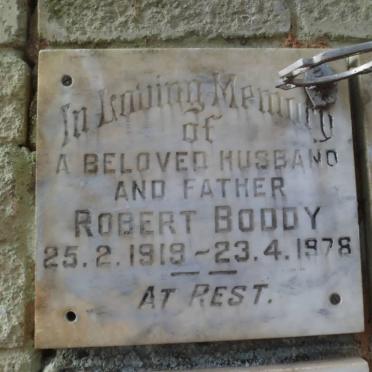 In Loving Memory
of
A BELOVED HUSBAND
AND FATHER
ROBERT BODDY
25.2.1919~23.4.1978
AT REST.